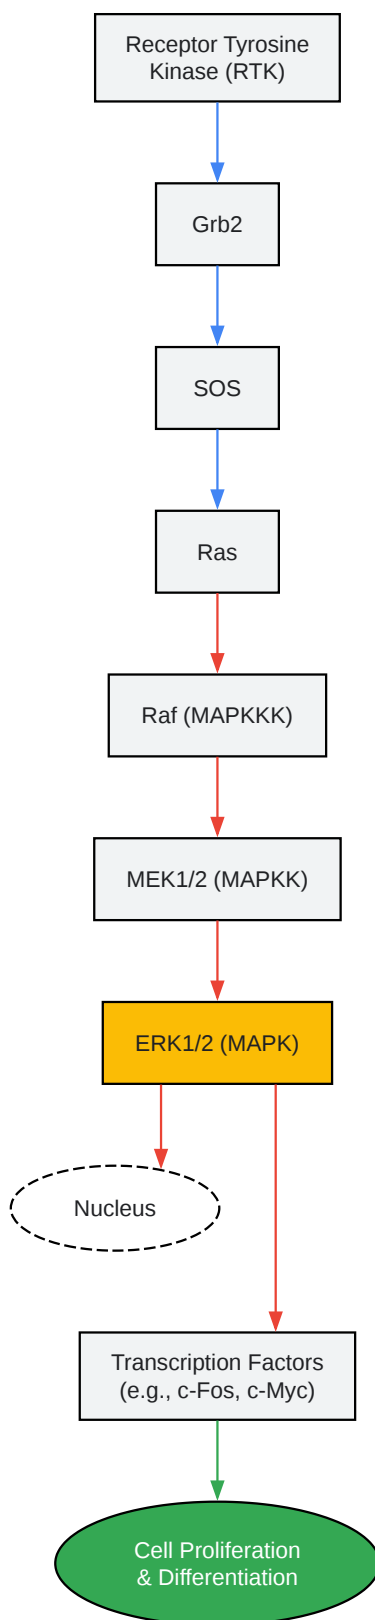 Receptor Tyrosine
Kinase (RTK)
Grb2
SOS
Ras
Raf (MAPKKK)
MEK1/2 (MAPKK)
ERK1/2 (MAPK)
Nucleus
Transcription Factors
(e.g., c-Fos, c-Myc)
Cell Proliferation
& Differentiation